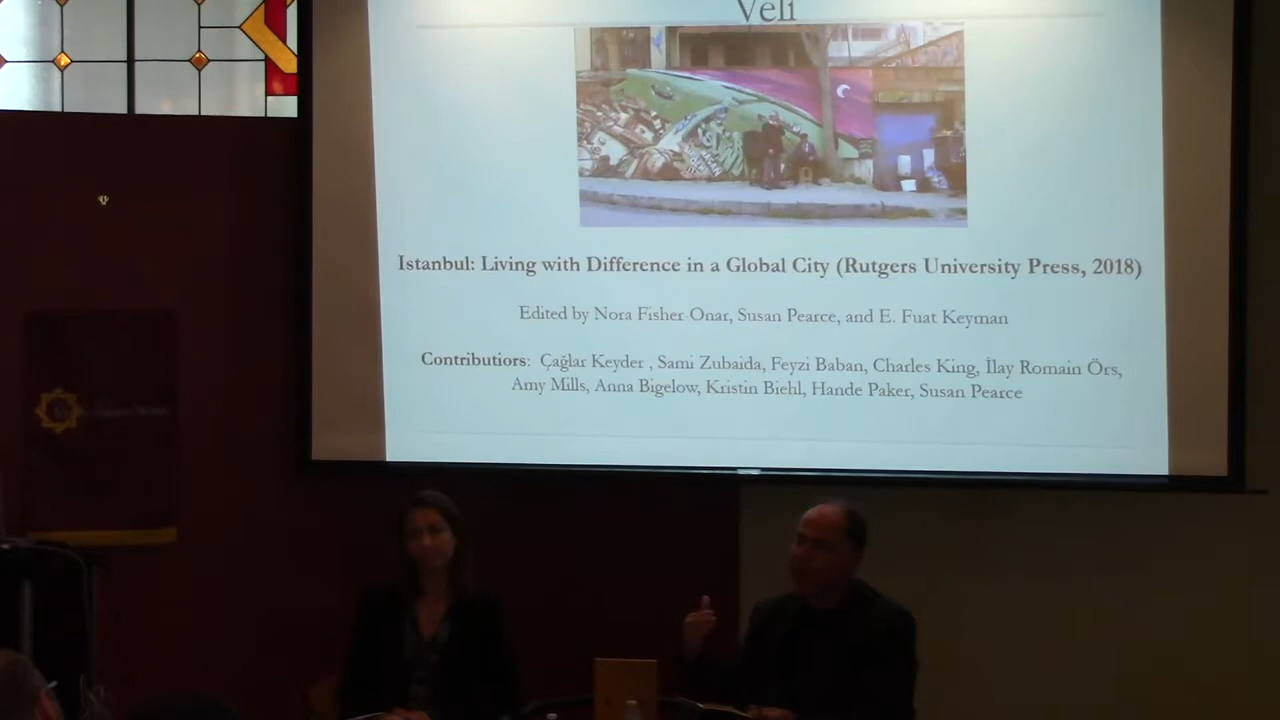 Veli
Istanbul: Living with Difference in a Global City (Rutgers University Press, 2018)
Edited by Nora Fisher-Onar, Susan Pearce, and E. Fuat Keyman
Contributiors: Çağlar Keyder , Sami Zubaida, Feyzi Baban, Charles King, İlay Romain Örs,
Amy Mills, Anna Bigelow, Kristin Biehl, Hande Paker, Susan Pearce